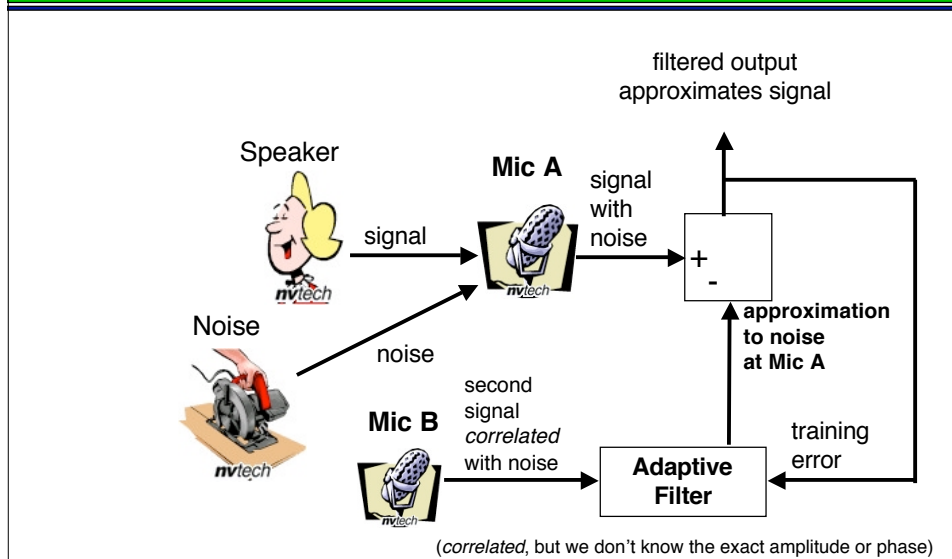 filtered output
approximates signal
Speaker
Mic A
signal
with
noise
signal
+
-
nvtech
nvtech
approximation
to noise
at Mic A
Noise
noise
second
signal
correlated
with noise
Mic B
training
error
Adaptive
Filter
nvtech
nvtech
(correlated, but we don't know the exact amplitude or phase)